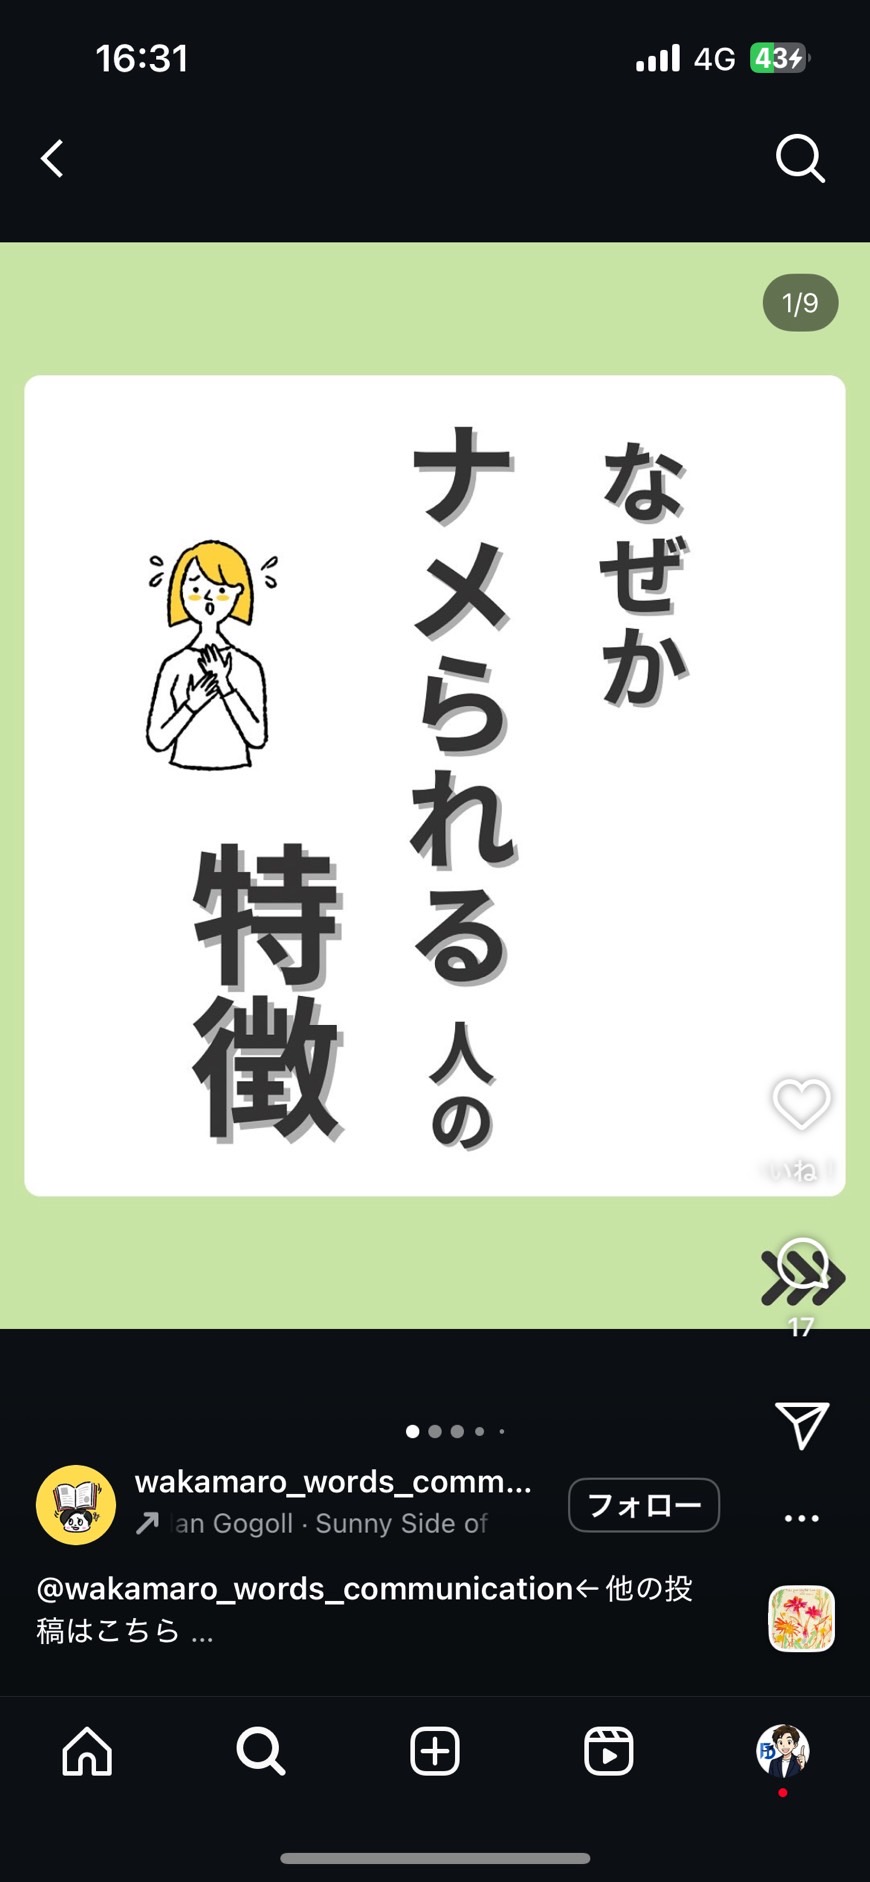 16:31
4G
43
1/9
なぜか
ナメられる人の
特徴
いね！
17
wakamaro_words_comm...
フォロー
an Gogoll · Sunny Side of
@wakamaro_words_communication←他の投
稿はこちら ...